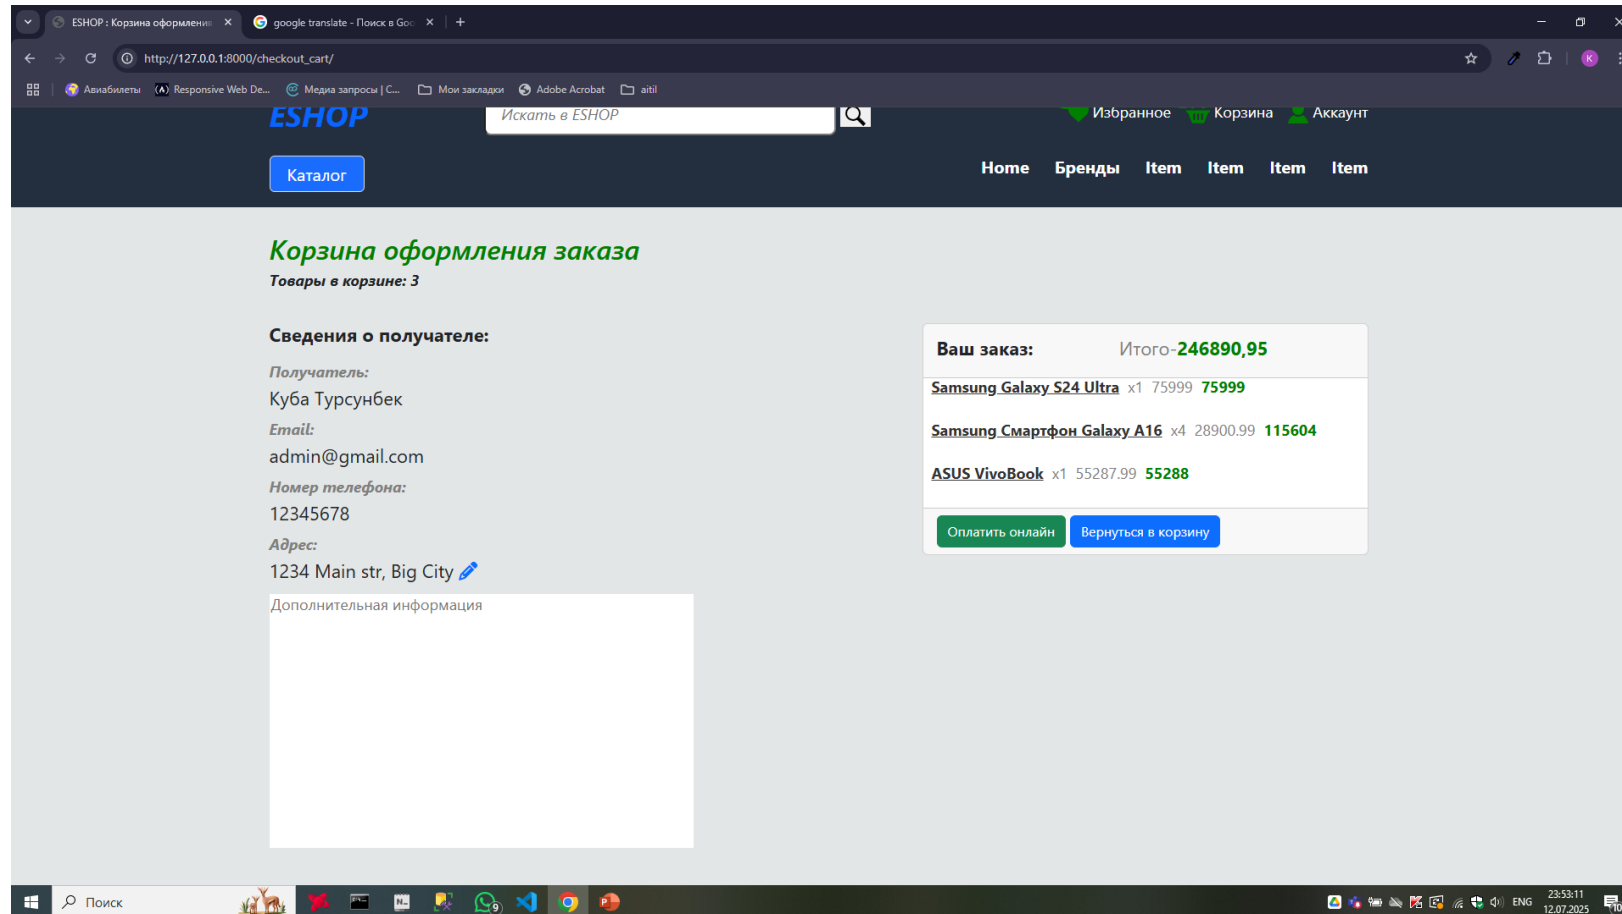 ESHOP : Корзина оформления
google translate - Поиск в Goo
http://127.0.0.1:8000/checkout_cart/
K
Авиабилеты
Responsive Web De...
Медиа запросы | С...
Мои закладки
Adobe Acrobat
aitil
ESHOP
Искать в ESHOP
Избранное
Корзина
Аккаунт
Каталог
Home
Бренды
Item
Item
Item
Item
Корзина оформления заказа
Товары в корзине: 3
Сведения о получателе:
Получатель:
Куба Турсунбек
Email:
admin@gmail.com
Номер телефона:
12345678
Адрес:
1234 Main str, Big City
Дополнительная информация
Ваш заказ: Итого-246890,95
Samsung Galaxy S24 Ultra x1 75999 75999
Samsung Смартфон Galaxy A16 x4 28900.99 115604
ASUS VivoBook x1 55287.99 55288
Оплатить онлайн
Вернуться в корзину
Поиск
9
ENG
23:53:11
12.07.2025